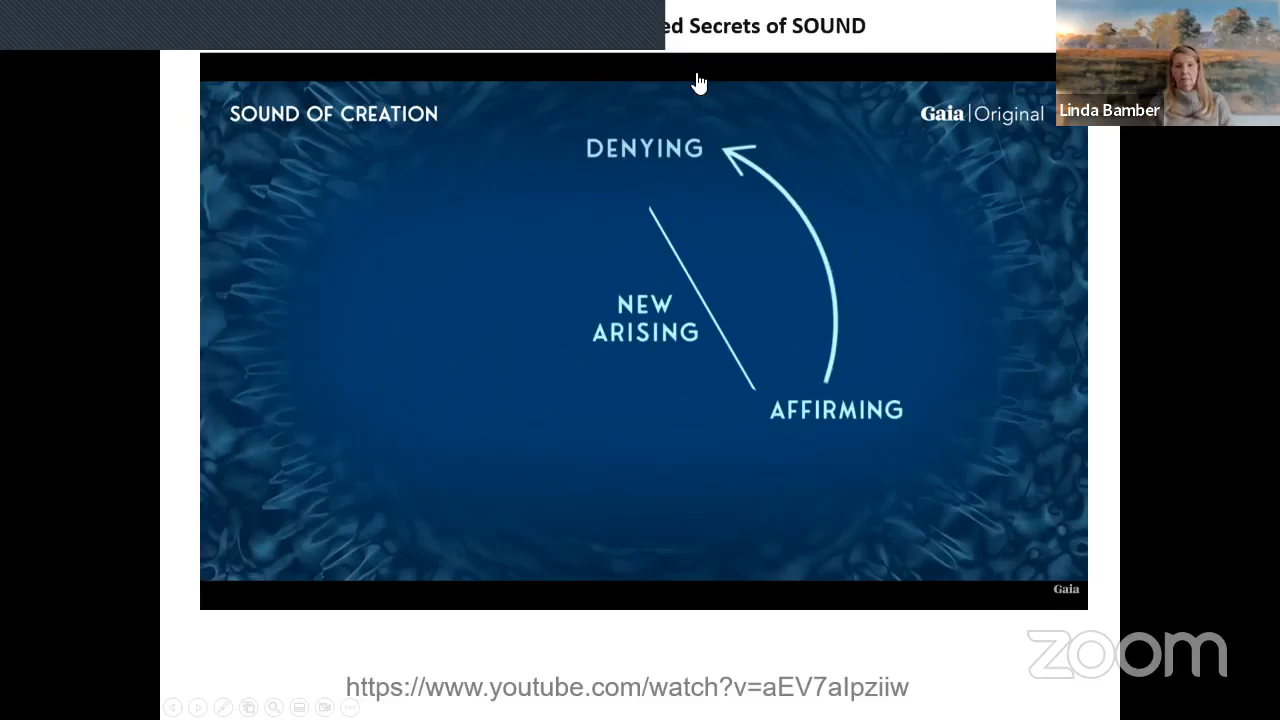 Secrets of SOUND
Linda Bamber
SOUND OF CREATION
Gaia | Original
DENYING
NEW
ARISING
AFFIRMING
Gaia
zoom
https://www.youtube.com/watch?v=aEV7aIpziiw